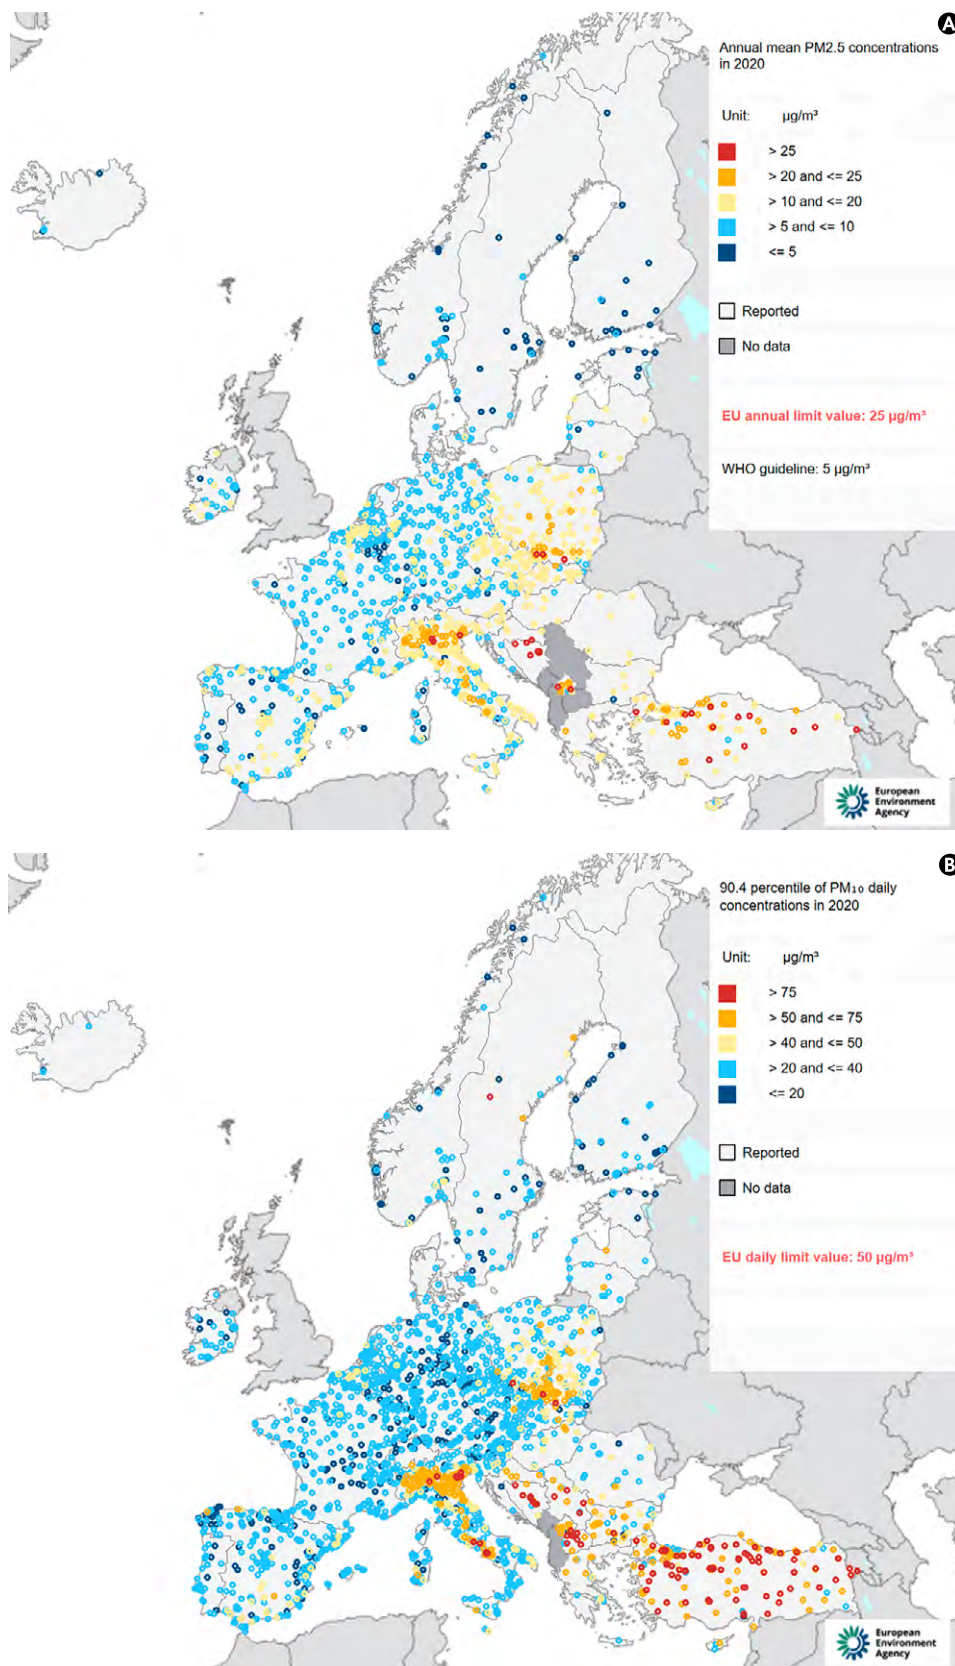 A
Annual mean PM2.5 concentrations
in 2020
Unit: µg/m³
> 25
> 20 and <= 25
> 10 and <= 20
> 5 and <= 10
<= 5
Reported
No data
EU annual limit value: 25 µg/m³
WHO guideline: 5 µg/m³
European
Environment
Agency
B
90.4 percentile of PM₁₀ daily
concentrations in 2020
Unit: µg/m³
> 75
> 50 and <= 75
> 40 and <= 50
> 20 and <= 40
<= 20
Reported
No data
EU daily limit value: 50 µg/m³
European
Environment
Agency